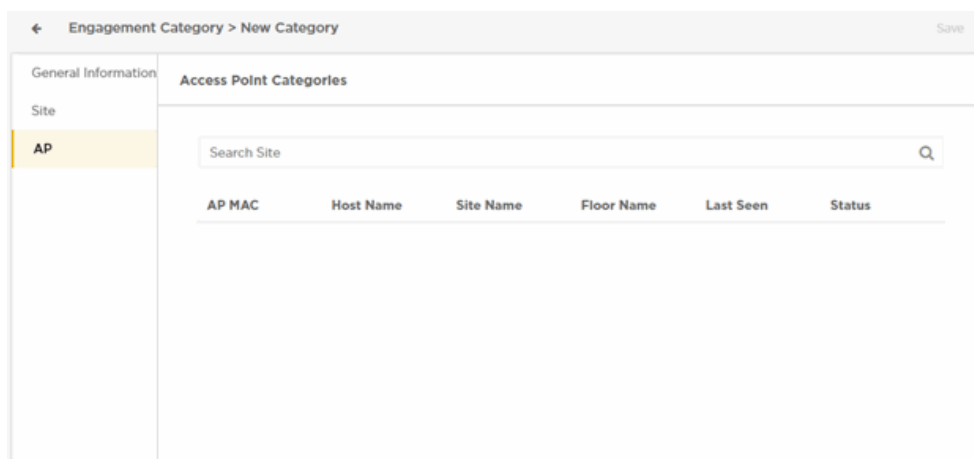 Engagement Category > New Category
Save
General Information
Site
AP
Access Point Categories
Search Site
AP MAC Host Name Site Name Floor Name Last Seen Status